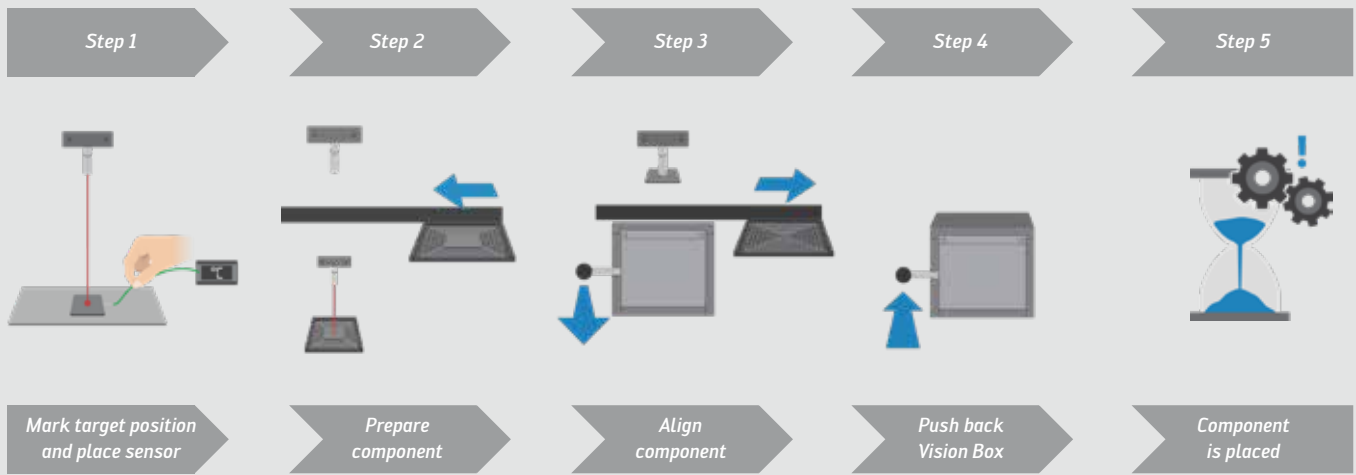 Step 1
Step 2
Step 3
Step 4
Step 5
°C
Mark target position
and place sensor
Prepare
component
Align
component
Push back
Vision Box
Component
is placed